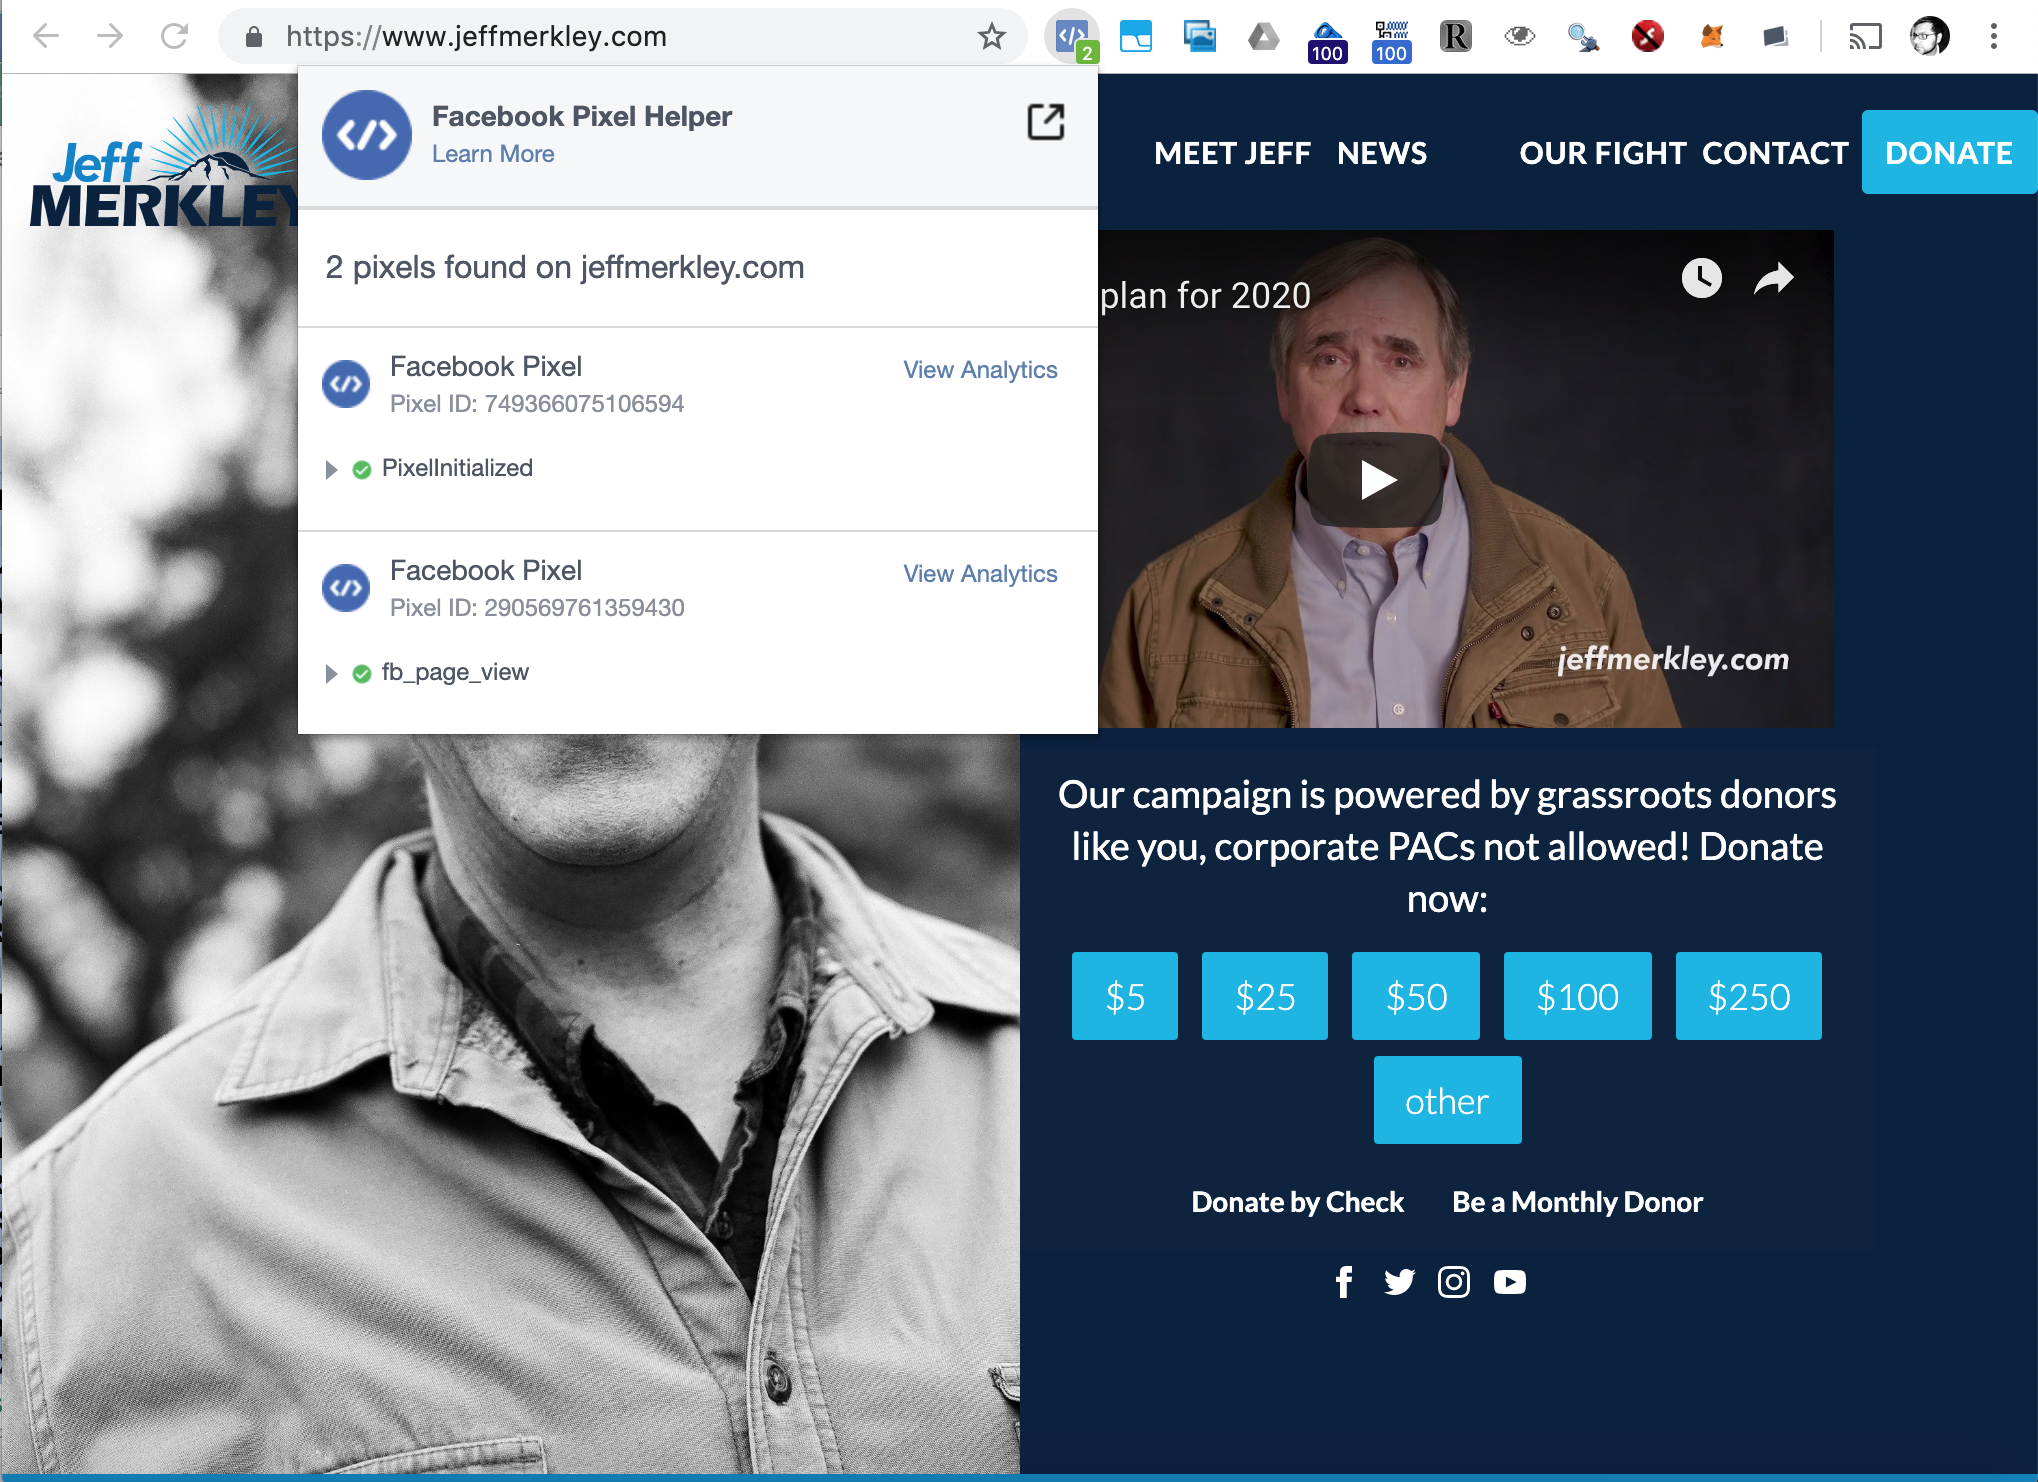 https://www.jeffmerkley.com
2
100
100
R
Jeff
MERKLEY
Facebook Pixel Helper
Learn More
2 pixels found on jeffmerkley.com
Facebook Pixel
View Analytics
Pixel ID: 749366075106594
PixelInitialized
Facebook Pixel
View Analytics
Pixel ID: 290569761359430
fb_page_view
MEET JEFF NEWS OUR FIGHT CONTACT DONATE
plan for 2020
jeffmerkley.com
Our campaign is powered by grassroots donors
like you, corporate PACs not allowed! Donate
now:
$5 $25 $50 $100 $250
other
Donate by Check Be a Monthly Donor